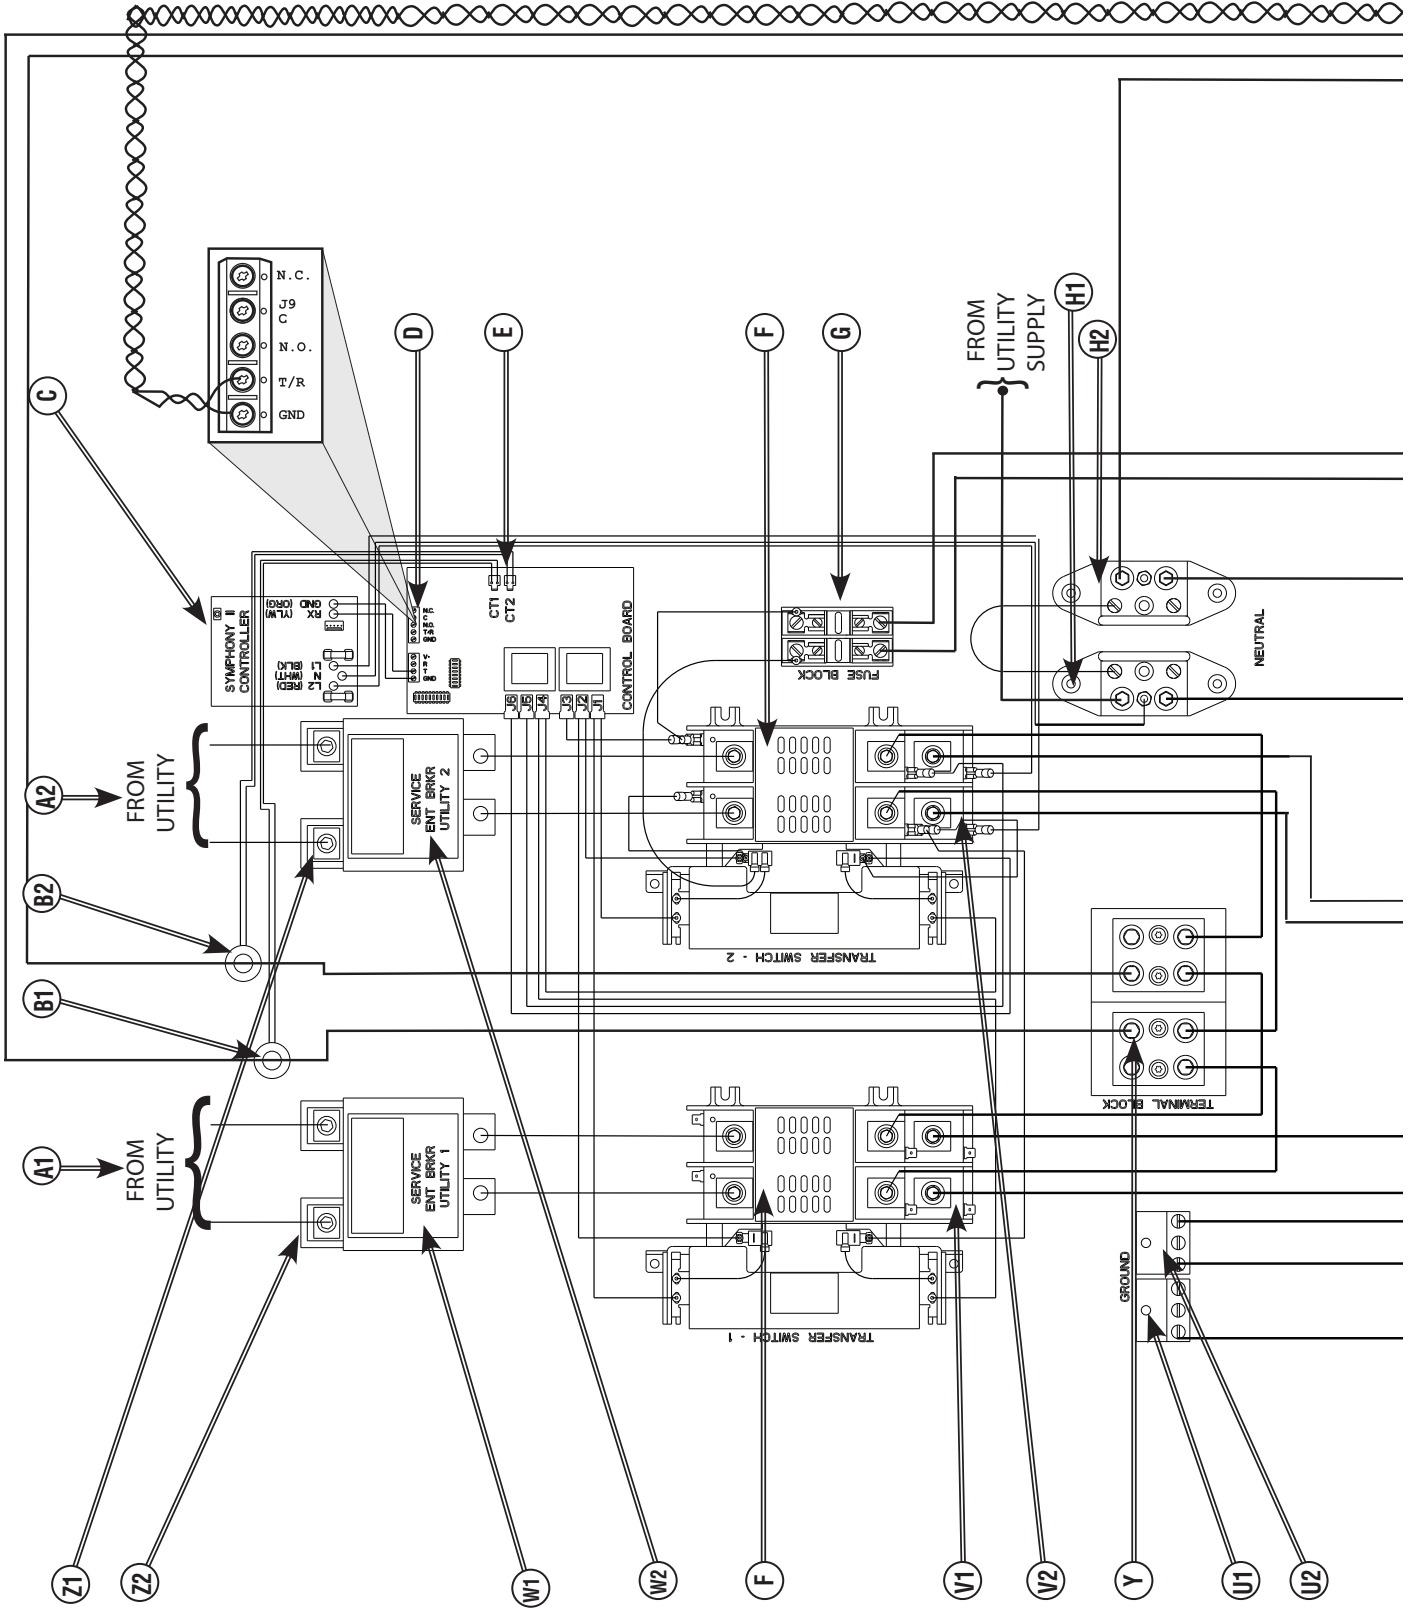 N.C.
J9
C
N.O.
T/R
GND
C
D
E
F
G
FROM
UTILITY
SUPPLY
H1
H2
SYMPHONY II
CONTROLLER
GND (ORG)
RX (YLW)
L1 (BLK)
N (WHT)
L2 (RED)
N.C.
C
N.O.
T/R
GND
V-
R
T
GND
CT1
CT2
J6
J5
J4
J3
J2
J1
CONTROL BOARD
FUSE BLOCK
NEUTRAL
A2
FROM
UTILITY
SERVICE
ENT BRKR
UTILITY 2
B2
B1
TRANSFER SWITCH - 2
A1
FROM
UTILITY
SERVICE
ENT BRKR
UTILITY 1
TERMINAL BLOCK
TRANSFER SWITCH - 1
GROUND
Z1
Z2
W1
W2
F
V1
V2
Y
U1
U2